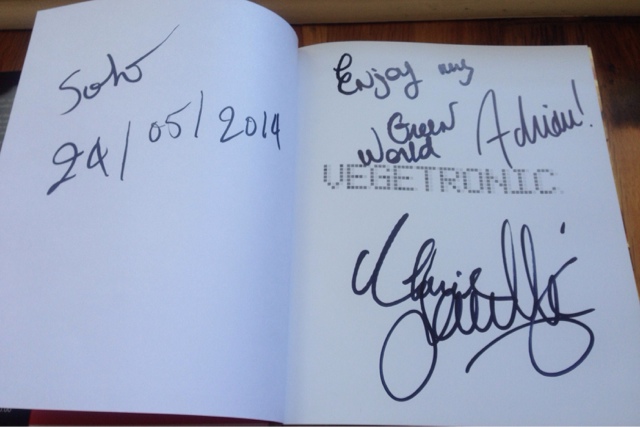 Soho
24/05/2014
Enjoy my
Green
World
Adrian!
VEGETRONIC